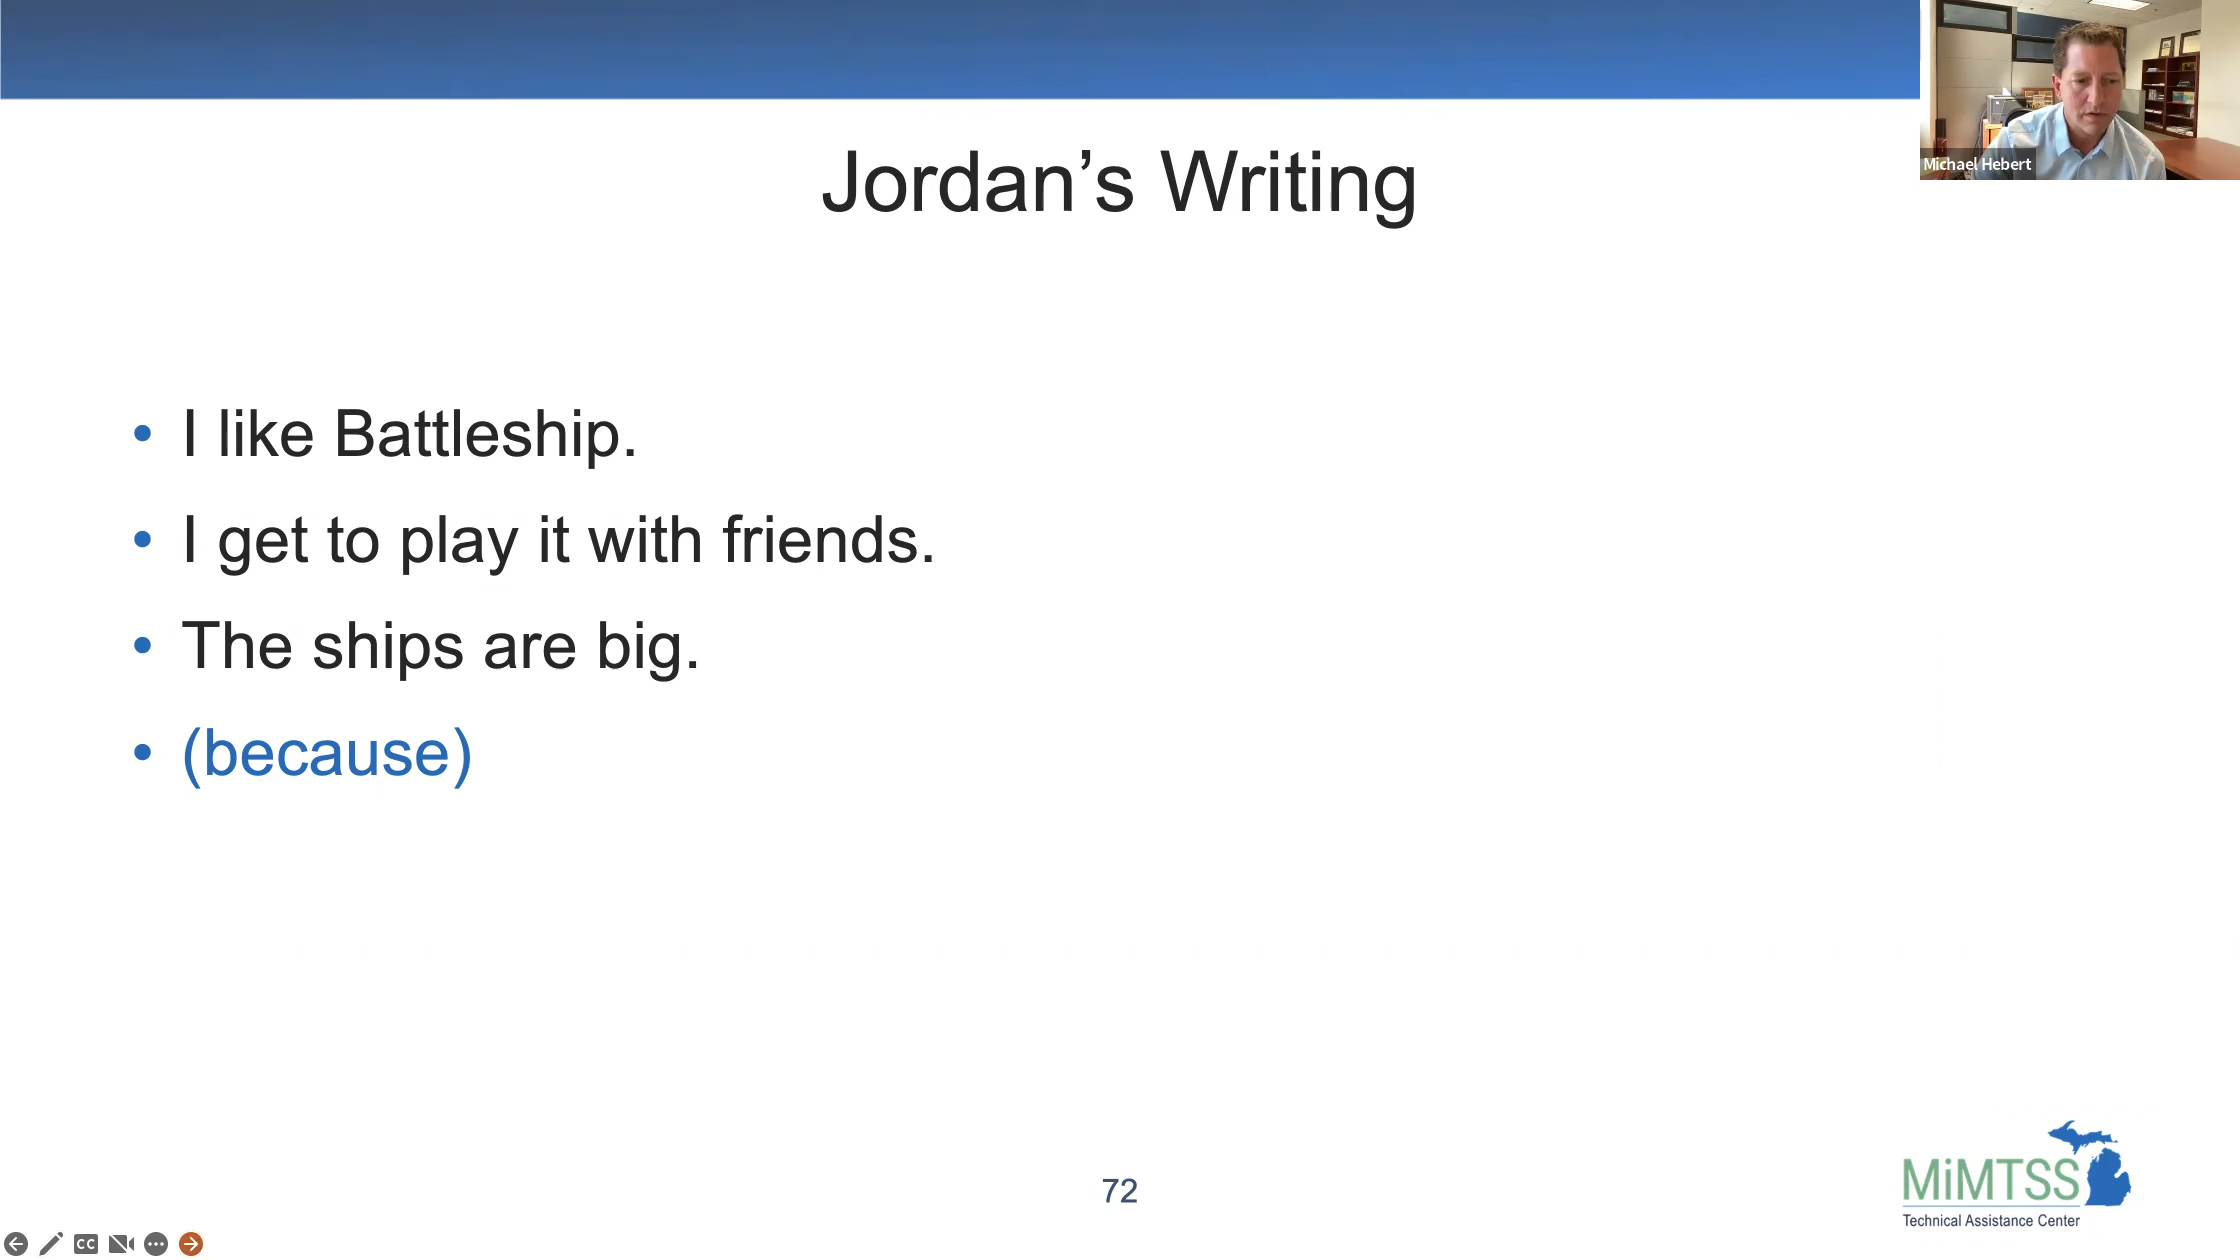 Michael Hebert
Jordan’s Writing
• I like Battleship.
• I get to play it with friends.
• The ships are big.
• (because)
72
MiMTSS
Technical Assistance Center
CC